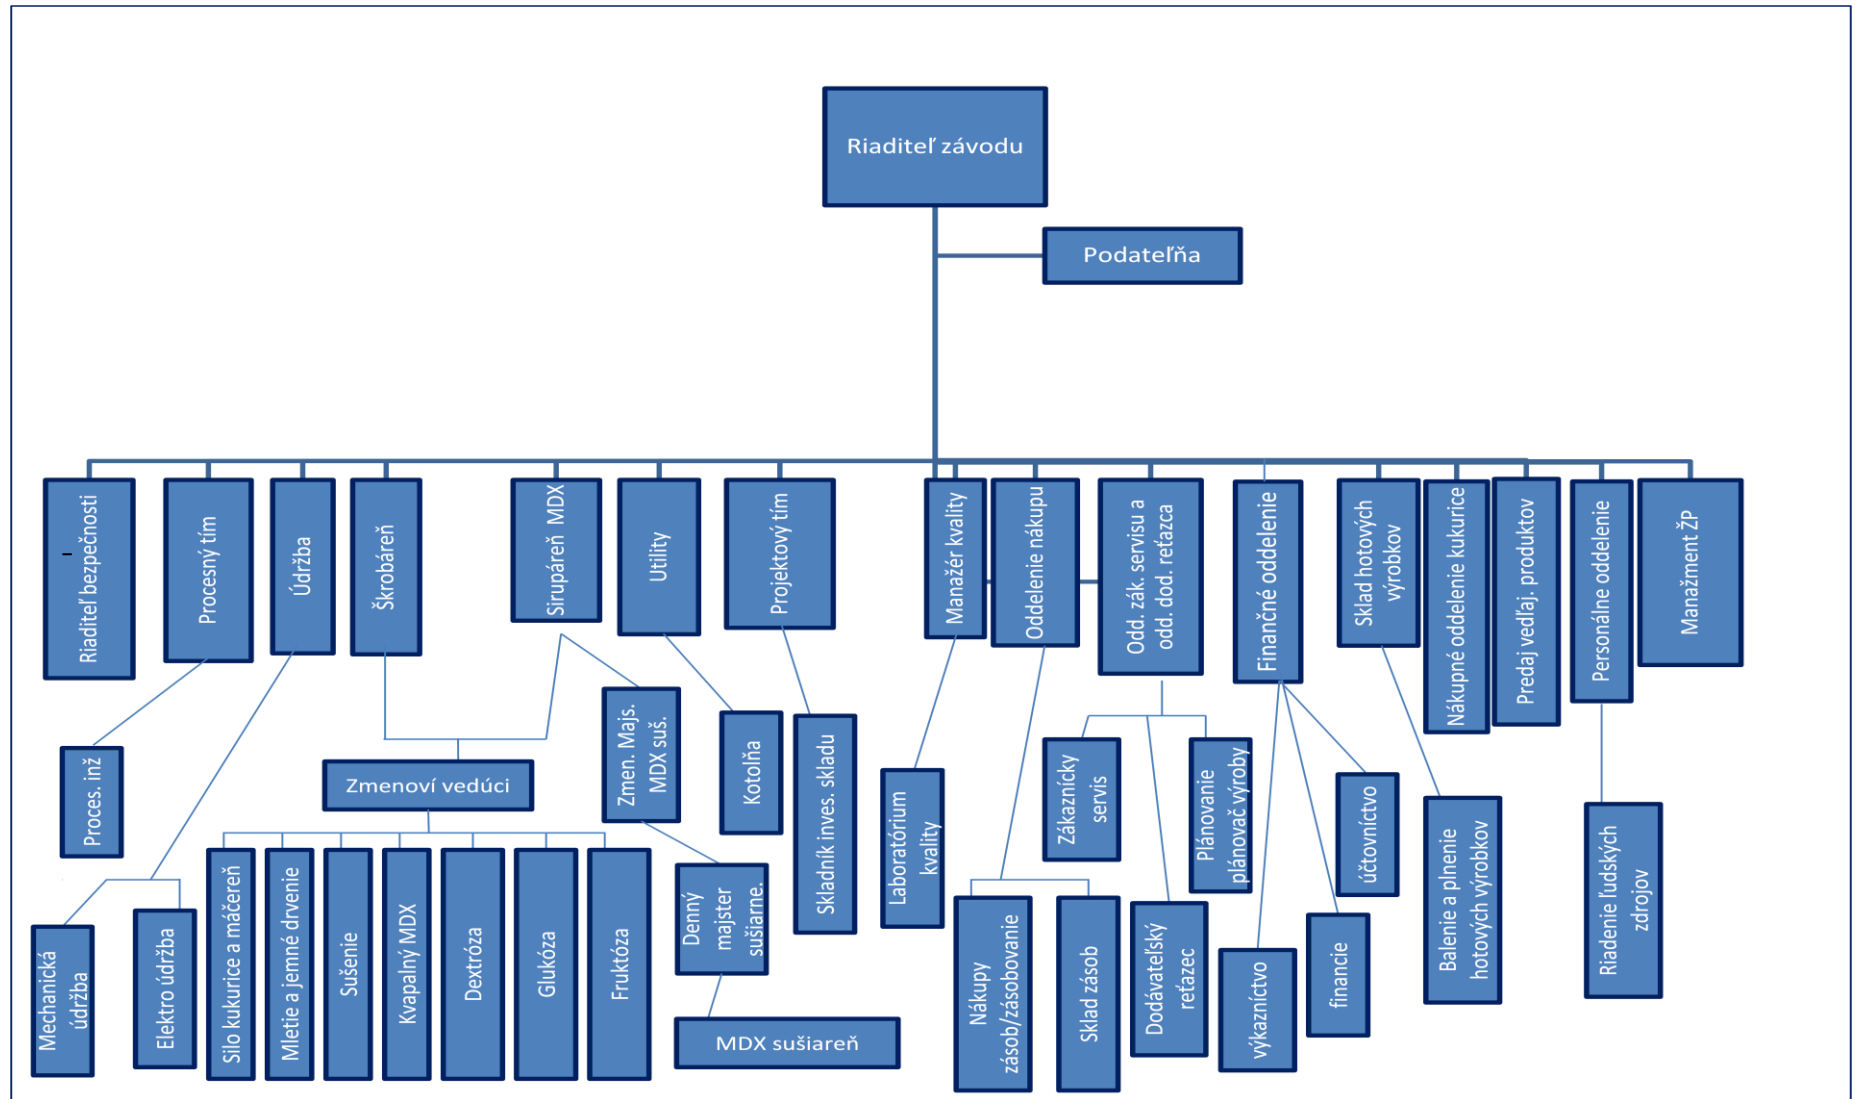 Riaditeľ závodu
Podateľňa
Riaditeľ bezpečnosti
Procesný tím
Údržba
Škrobáreň
Sirupáreň MDX
Utility
Projektový tím
Manažér kvality
Oddelenie nákupu
Odd. zák. servisu a
odd. dod. reťazca
Finančné oddelenie
Sklad hotových
výrobkov
Nákupné oddelenie kukurice
Predaj vedľaj. produktov
Personálne oddelenie
Manažment ŽP
Proces. inž
Zmenoví vedúci
Zmen. Majs.
MDX suš.
Kotolňa
Skladník inves. skladu
Laboratórium
kvality
Zákaznícky
servis
Plánovanie
plánovač výroby
účtovníctvo
Balenie a plnenie
hotových výrobkov
Riadenie ľudských
zdrojov
Mechanická
údržba
Elektro údržba
Silo kukurice a máčereň
Mletie a jemné drvenie
Sušenie
Kvapalný MDX
Dextróza
Glukóza
Fruktóza
Denný
majster
sušiarne.
MDX sušiareň
Nákupy
zásob/zásobovanie
Sklad zásob
Dodávateľský
reťazec
výkazníctvo
financie